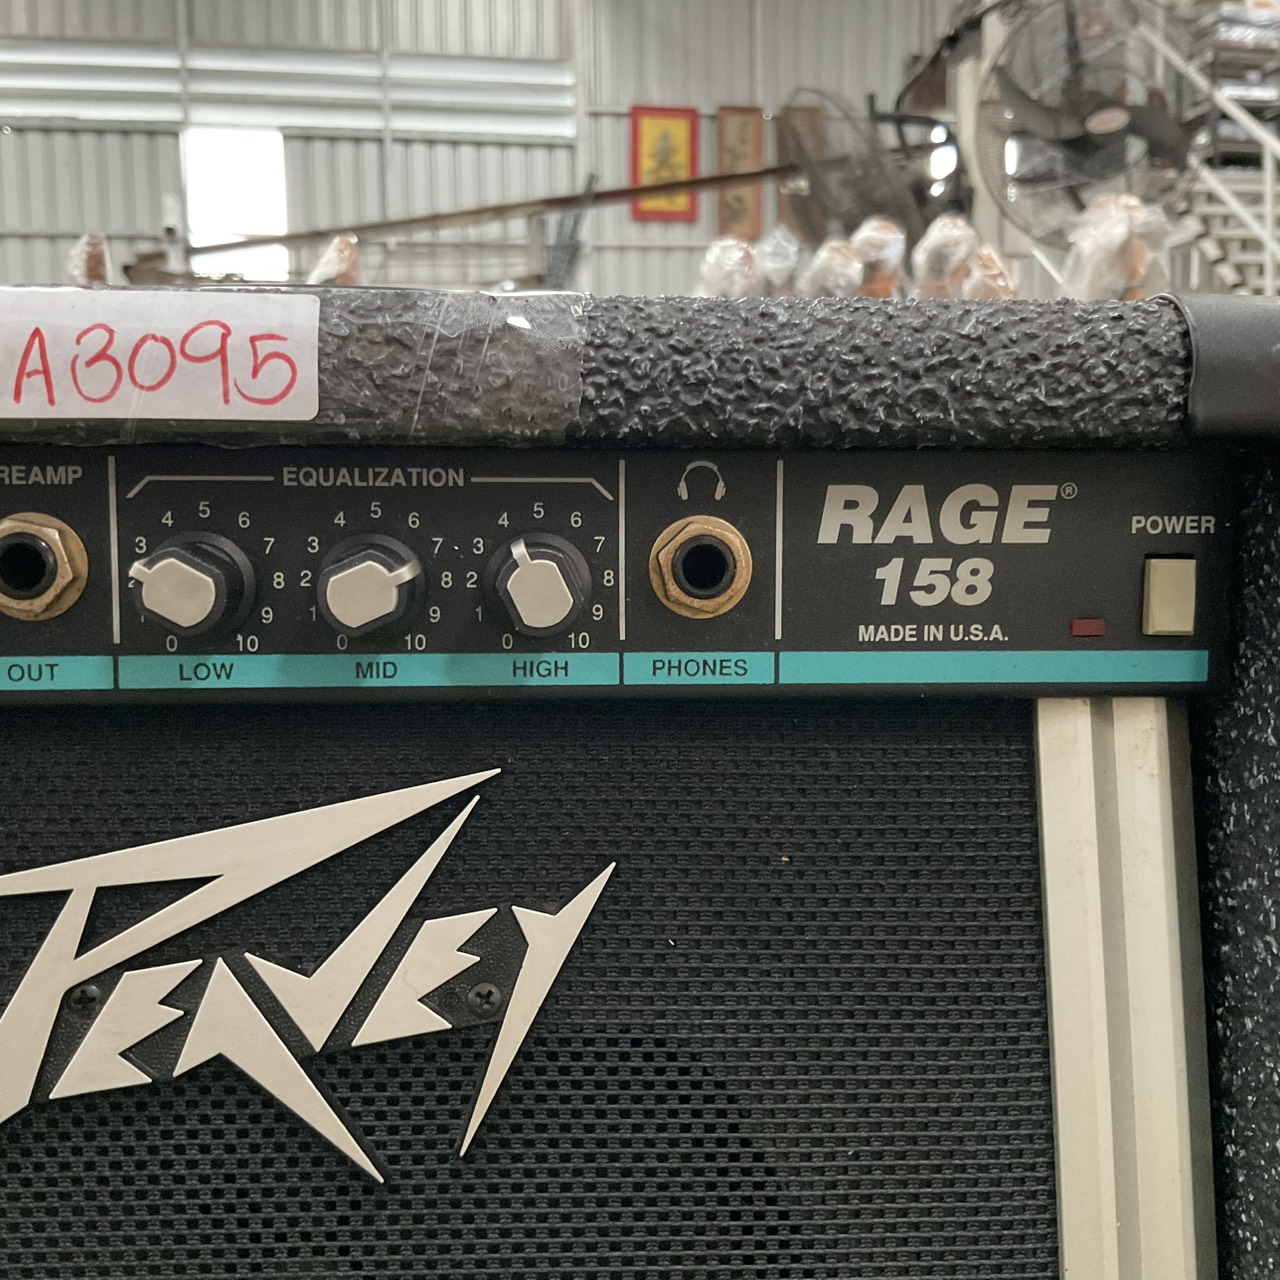 A3095
REAMP
EQUALIZATION
0 1 2 3 4 5 6 7 8 9 10
0 1 2 3 4 5 6 7 8 9 10
0 1 2 3 4 5 6 7 8 9 10
RAGE®
158
MADE IN U.S.A.
POWER
OUT
LOW
MID
HIGH
PHONES
PEAVEY